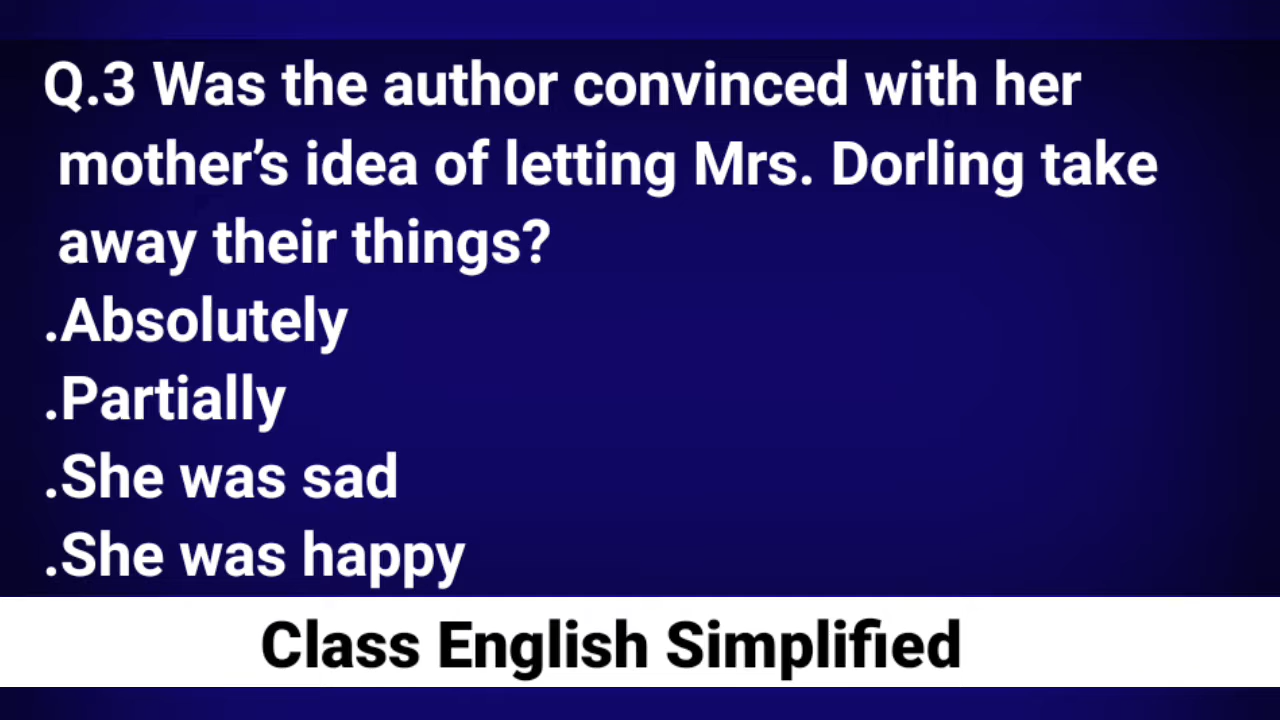 Q.3 Was the author convinced with her
mother’s idea of letting Mrs. Dorling take
away their things?
.Absolutely
.Partially
.She was sad
.She was happy
Class English Simplified